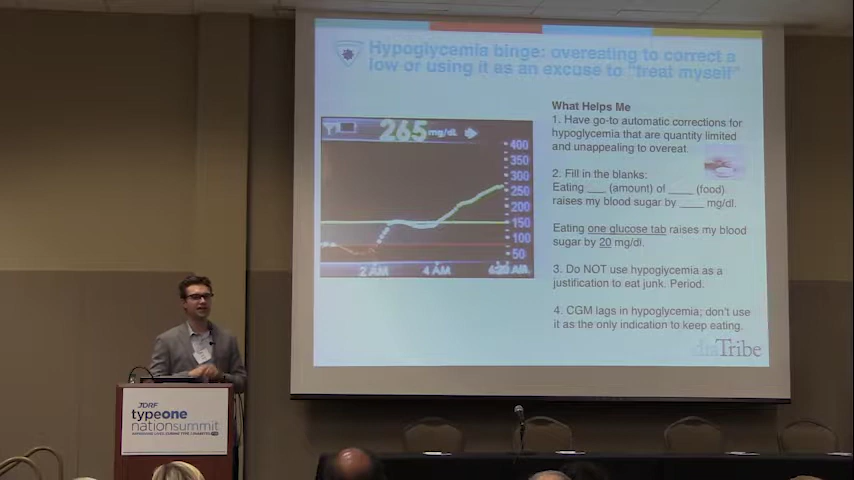 Hypoglycemia binge: overeating to correct a
low or using it as an excuse to "treat myself"
265 mg/dL
400
350
300
250
200
150
100
50
2 AM
4 AM
What Helps Me
1. Have go-to automatic corrections for
hypoglycemia that are quantity limited
and unappealing to overeat.
2. Fill in the blanks:
Eating ___ (amount) of ____ (food)
raises my blood sugar by ____ mg/dl.
Eating one glucose tab raises my blood
sugar by 20 mg/dl.
3. Do NOT use hypoglycemia as a
justification to eat junk. Period.
4. CGM lags in hypoglycemia; don't use
it as the only indication to keep eating.
diaTribe
JDRF
typeone
nationsummit